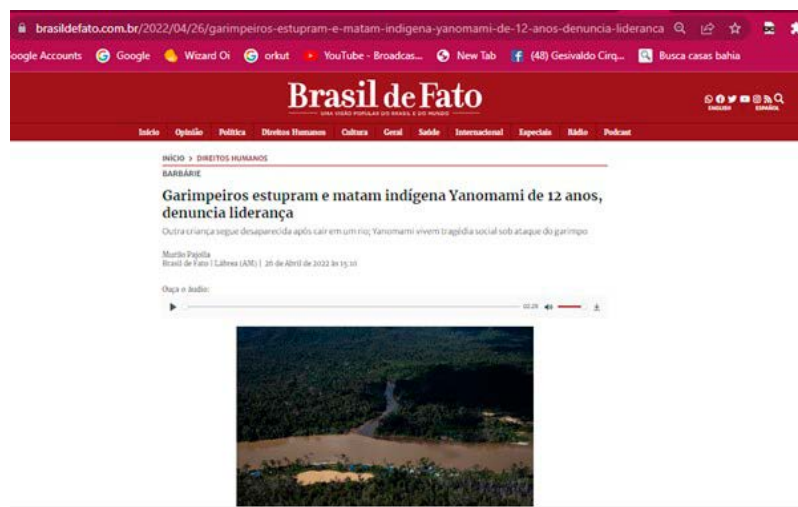 brasildefato.com.br/2022/04/26/garimpeiros-estupram-e-matam-indigena-yanomami-de-12-anos-denuncia-lideranca
oogle Accounts Google Wizard Oi orkut YouTube - Broadcas... New Tab (48) Gesivaldo Cirq... Busca casas bahia
Brasil de Fato
UMA VISÃO POPULAR DO BRASIL E DO MUNDO
ENGLISH ESPAÑOL
Início Opinião Política Direitos Humanos Cultura Geral Saúde Internacional Especiais Rádio Podcast
INÍCIO > DIREITOS HUMANOS
BARBÁRIE
Garimpeiros estupram e matam indígena Yanomami de 12 anos,
denuncia liderança
Outra criança segue desaparecida após cair em um rio; Yanomami vivem tragédia social sob ataque do garimpo
Murilo Pajolla
Brasil de Fato | Lábrea (AM) | 26 de Abril de 2022 às 15:10
Ouça o áudio: